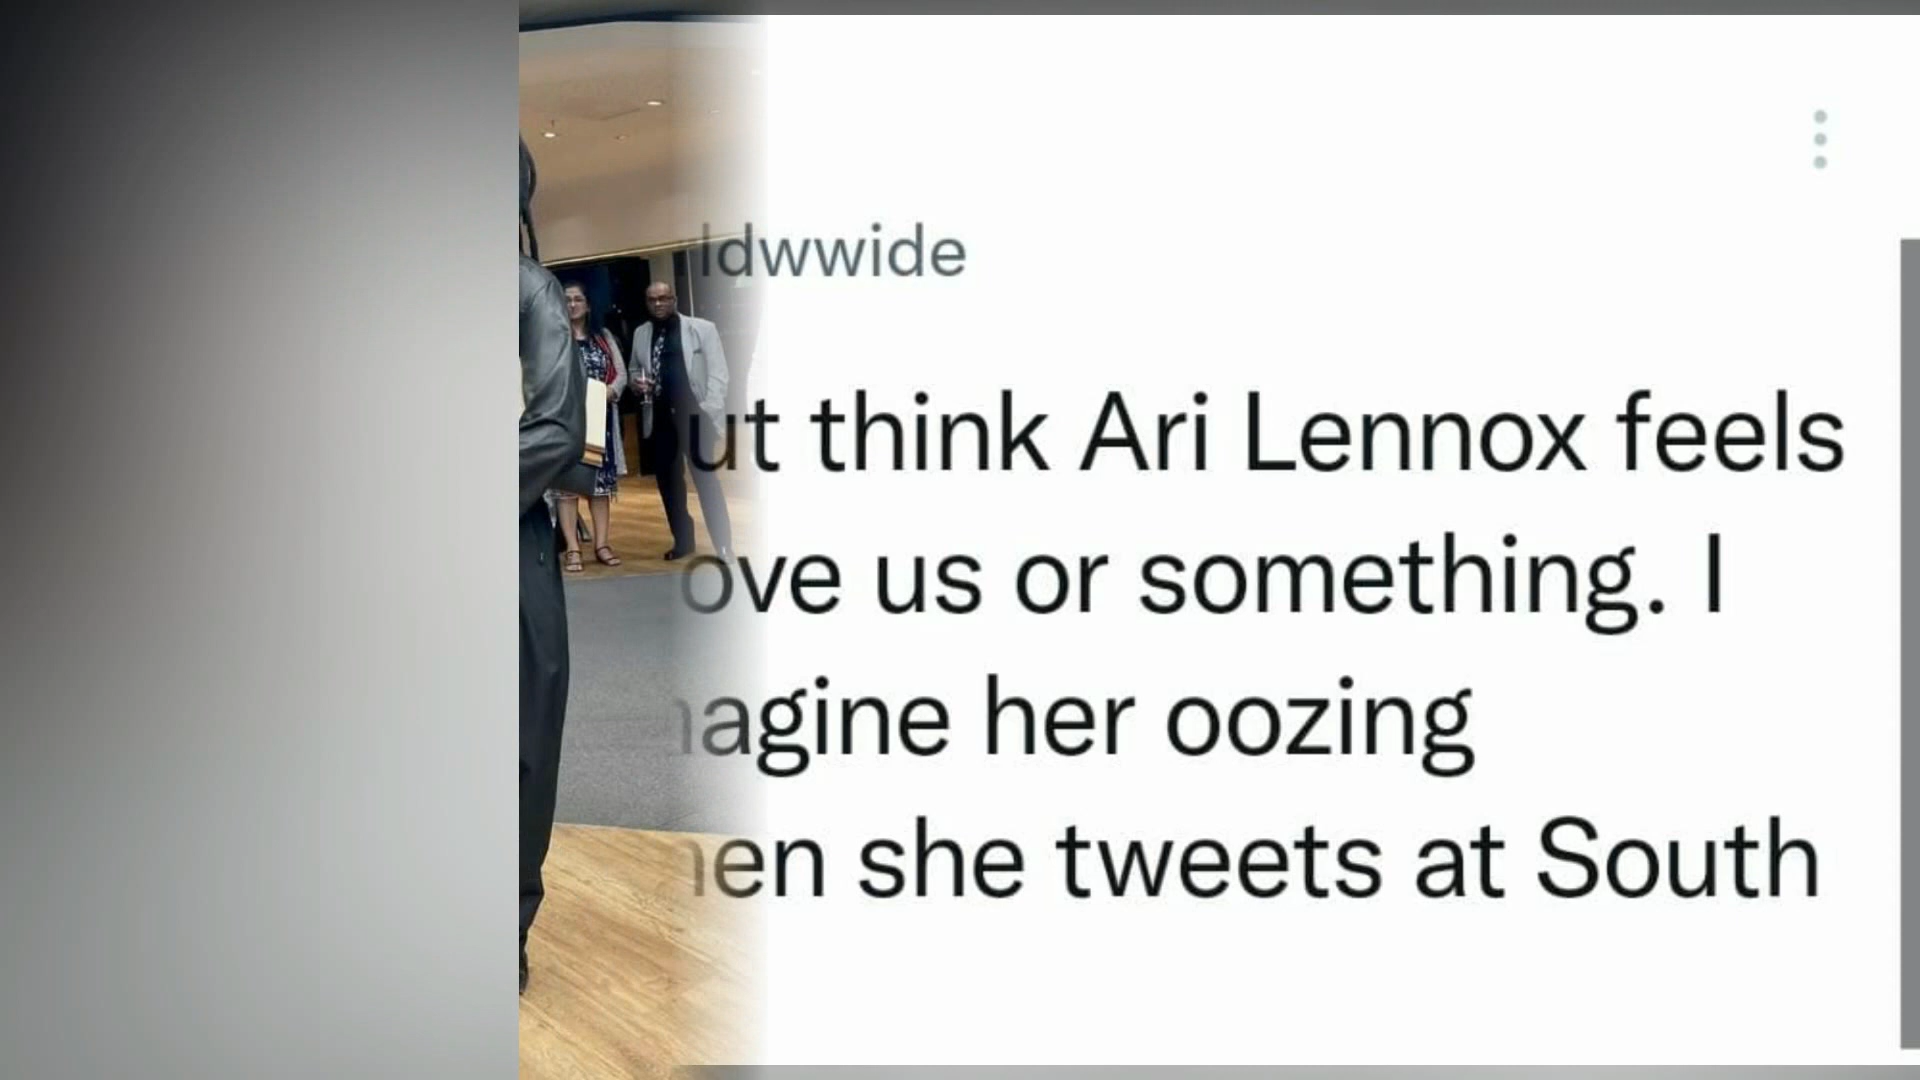 ldwwide
ut think Ari Lennox feels
ove us or something. I
agine her oozing
en she tweets at South